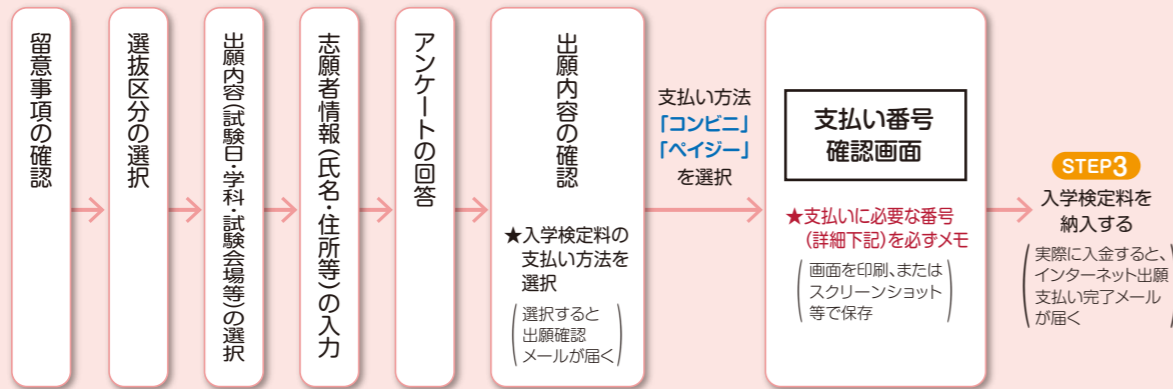 留意事項の確認
選抜区分の選択
出願内容(試験日・学科・試験会場等)の選択
志願者情報(氏名・住所等)の入力
アンケートの回答
出願内容の確認
★入学検定料の
支払い方法を
選択
(選択すると
出願確認
メールが届く)
支払い方法
「コンビニ」
「ペイジー」
を選択
支払い番号
確認画面
★支払いに必要な番号
(詳細下記)を必ずメモ
(画面を印刷、または
スクリーンショット
等で保存)
STEP3
入学検定料を
納入する
(実際に入金すると、
インターネット出願
支払い完了メール
が届く)